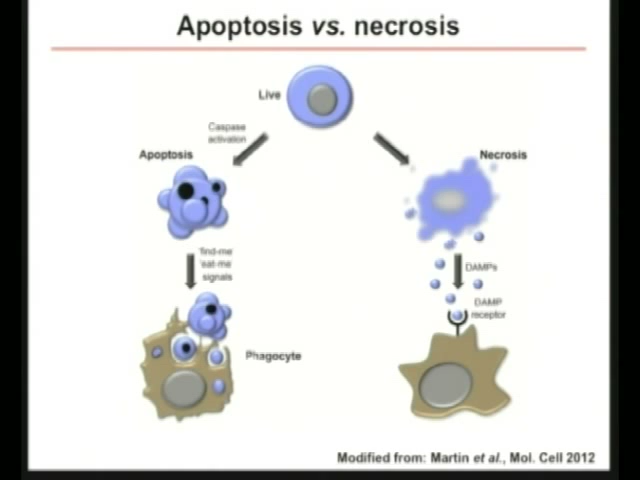 Apoptosis vs. necrosis
Live
Caspase
activation
Apoptosis
Necrosis
'find-me'
'eat-me'
signals
DAMPs
DAMP
receptor
Phagocyte
Modified from: Martin et al., Mol. Cell 2012